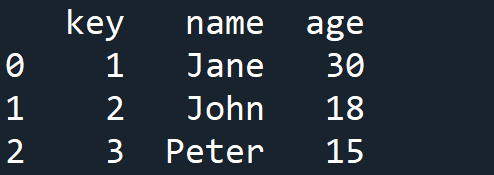 key name age
0 1 Jane 30
1 2 John 18
2 3 Peter 15